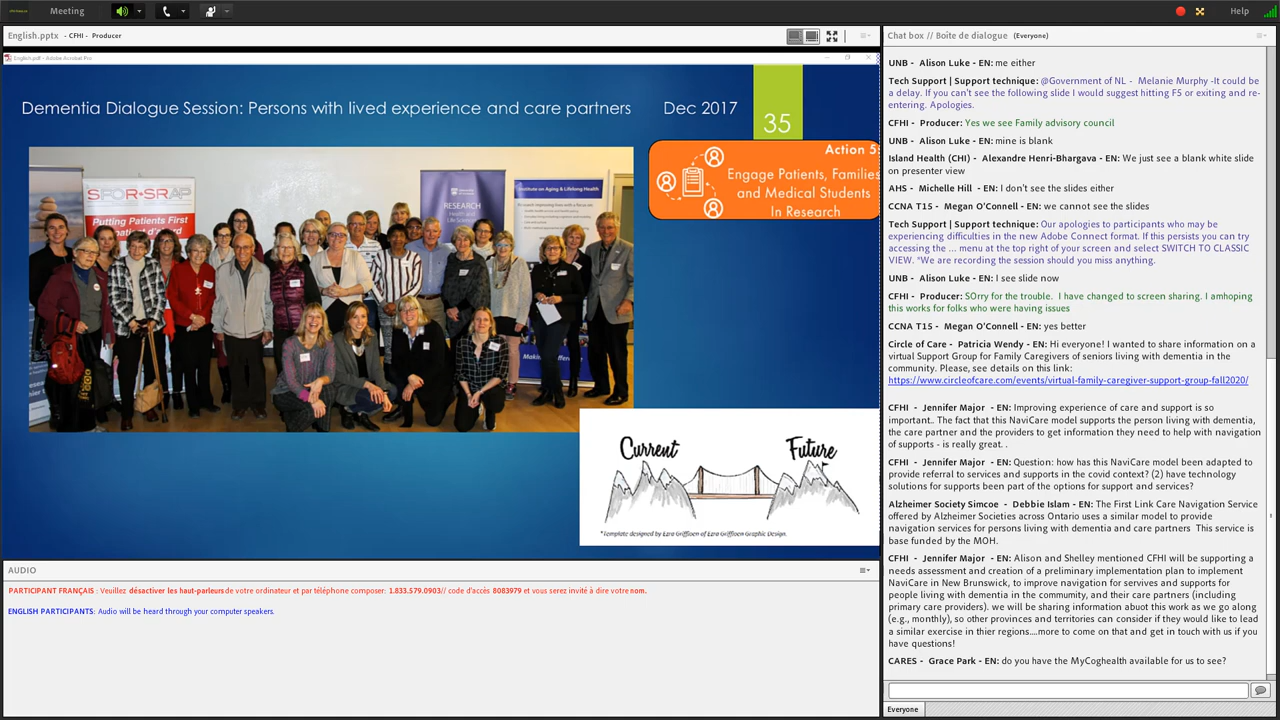 Meeting
Help
English.pptx - CFHI - Producer
English.pdf - Adobe Acrobat Pro
Dementia Dialogue Session: Persons with lived experience and care partners Dec 2017
35
Action 5:
Engage Patients, Families
and Medical Students
In Research
SPOR·SRAP
Putting Patients First
RESEARCH
Institute on Aging & Lifelong Health
Current
Future
*Template designed by Ezra Griffioen of Ezra Griffioen Graphic Design.
AUDIO
PARTICIPANT FRANÇAIS : Veuillez désactiver les haut-parleurs de votre ordinateur et par téléphone composer: 1.833.579.0903// code d'accès 8083979 et vous serez invité à dire votre nom.
ENGLISH PARTICIPANTS: Audio will be heard through your computer speakers.
Chat box // Boîte de dialogue (Everyone)
UNB - Alison Luke - EN: me either
Tech Support | Support technique: @Government of NL - Melanie Murphy -It could be
a delay. If you can't see the following slide I would suggest hitting F5 or exiting and re-
entering. Apologies.
CFHI - Producer: Yes we see Family advisory council
UNB - Alison Luke - EN: mine is blank
Island Health (CHI) - Alexandre Henri-Bhargava - EN: We just see a blank white slide
on presenter view
AHS - Michelle Hill - EN: I don't see the slides either
CCNA T15 - Megan O'Connell - EN: we cannot see the slides
Tech Support | Support technique: Our apologies to participants who may be
experiencing difficulties in the new Adobe Connect format. If this persists you can try
accessing the ... menu at the top right of your screen and select SWITCH TO CLASSIC
VIEW. *We are recording the session should you miss anything.
UNB - Alison Luke - EN: I see slide now
CFHI - Producer: SOrry for the trouble. I have changed to screen sharing. I amhoping
this works for folks who were having issues
CCNA T15 - Megan O'Connell - EN: yes better
Circle of Care - Patricia Wendy - EN: Hi everyone! I wanted to share information on a
virtual Support Group for Family Caregivers of seniors living with dementia in the
community. Please, see details on this link:
https://www.circleofcare.com/events/virtual-family-caregiver-support-group-fall2020/
CFHI - Jennifer Major - EN: Improving experience of care and support is so
important.. The fact that this NaviCare model supports the person living with dementia,
the care partner and the providers to get information they need to help with navigation
of supports - is really great. .
CFHI - Jennifer Major - EN: Question: how has this NaviCare model been adapted to
provide referral to services and supports in the covid context? (2) have technology
solutions for supports been part of the options for support and services?
Alzheimer Society Simcoe - Debbie Islam - EN: The First Link Care Navigation Service
offered by Alzheimer Societies across Ontario uses a similar model to provide
navigation services for persons living with dementia and care partners This service is
base funded by the MOH.
CFHI - Jennifer Major - EN: Alison and Shelley mentioned CFHI will be supporting a
needs assessment and creation of a preliminary implementation plan to implement
NaviCare in New Brunswick, to improve navigation for servives and supports for
people living with dementia in the community, and their care partners (including
primary care providers). we will be sharing information abuot this work as we go along
(e.g., monthly), so other provinces and territories can consider if they would like to lead
a similar exercise in thier regions....more to come on that and get in touch with us if you
have questions!
CARES - Grace Park - EN: do you have the MyCoghealth available for us to see?
Everyone